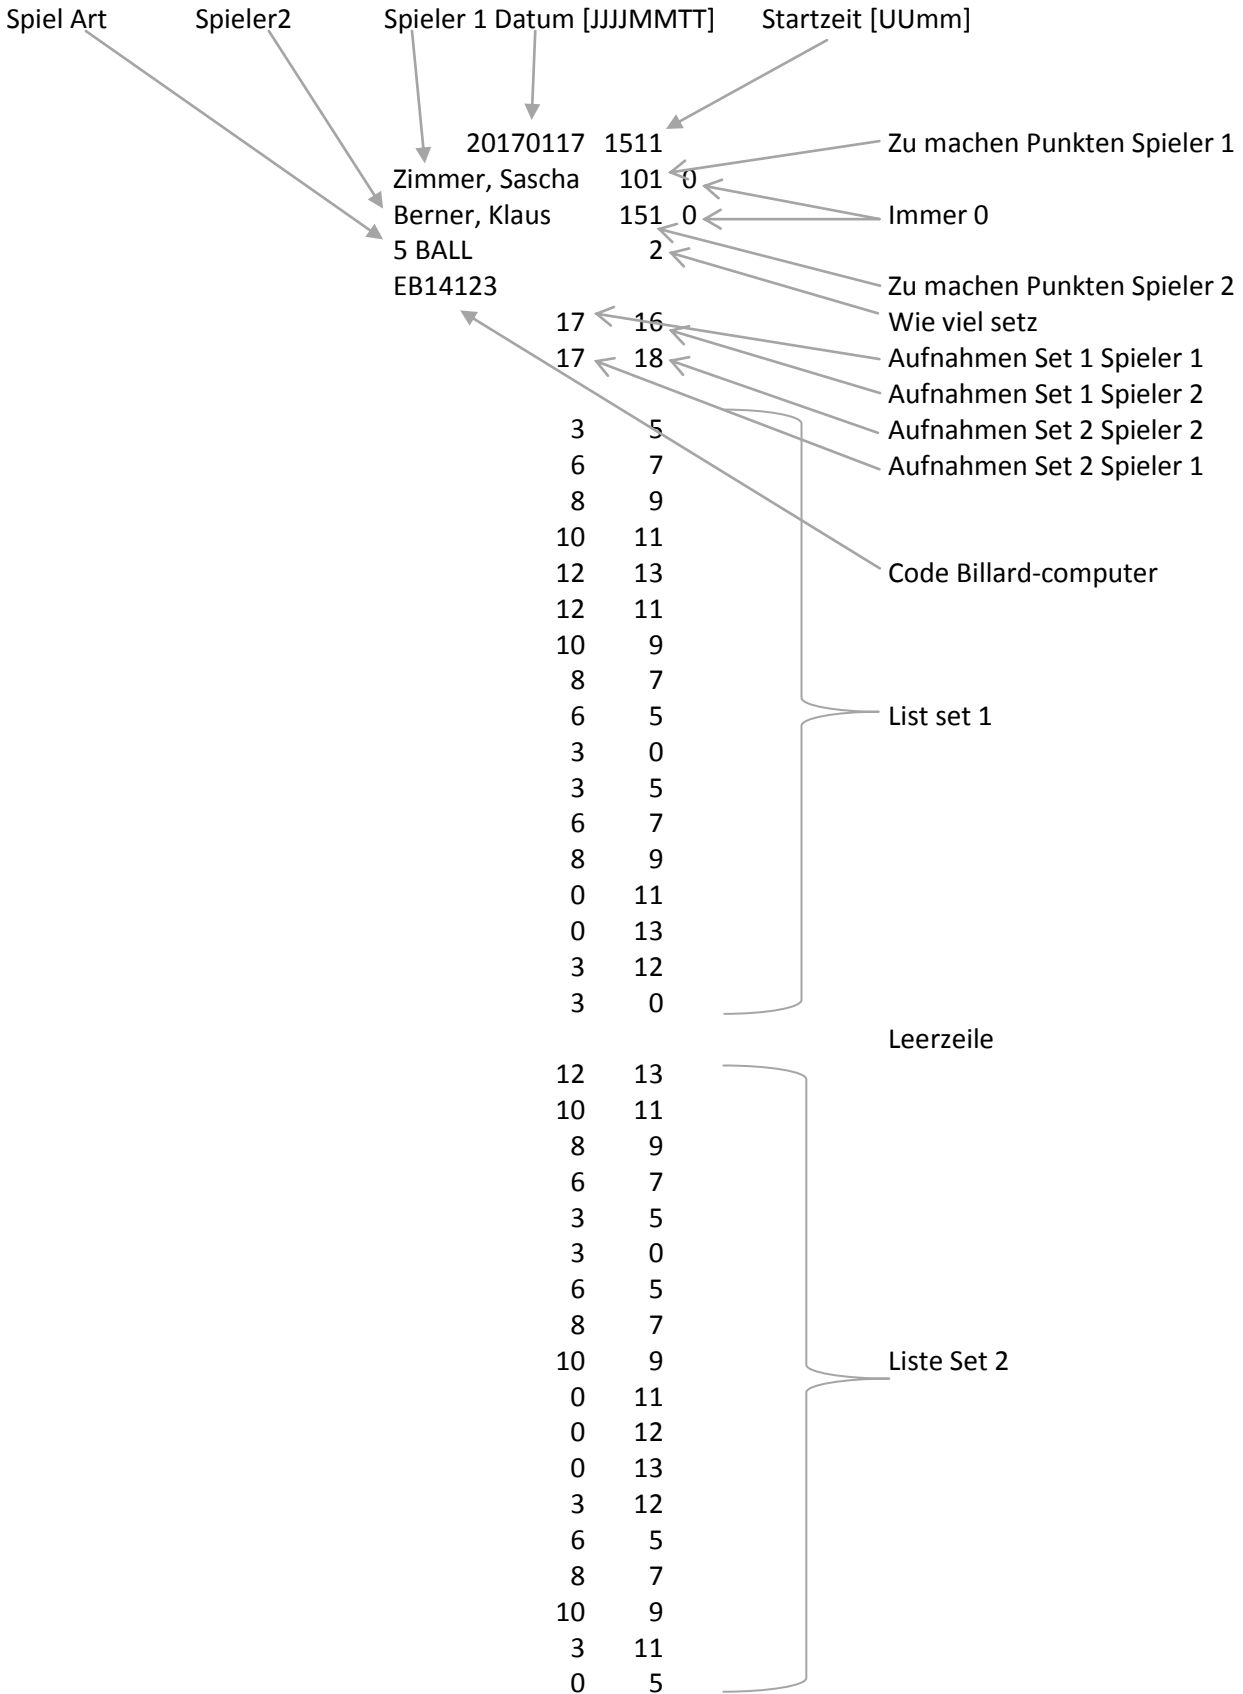 Spiel Art Spieler2 Spieler 1 Datum [JJJJMMTT] Startzeit [UUmm]
20170117 1511 Zu machen Punkten Spieler 1
Zimmer, Sascha 101 0
Berner, Klaus 151 0 Immer 0
5 BALL 2
EB14123 Zu machen Punkten Spieler 2
17 16 Wie viel setz
17 18 Aufnahmen Set 1 Spieler 1
Aufnahmen Set 1 Spieler 2
3 5 Aufnahmen Set 2 Spieler 2
6 7 Aufnahmen Set 2 Spieler 1
8 9
10 11
12 13 Code Billard-computer
12 11
10 9
8 7
6 5 List set 1
3 0
3 5
6 7
8 9
0 11
0 13
3 12
3 0
Leerzeile
12 13
10 11
8 9
6 7
3 5
3 0
6 5
8 7
10 9 Liste Set 2
0 11
0 12
0 13
3 12
6 5
8 7
10 9
3 11
0 5